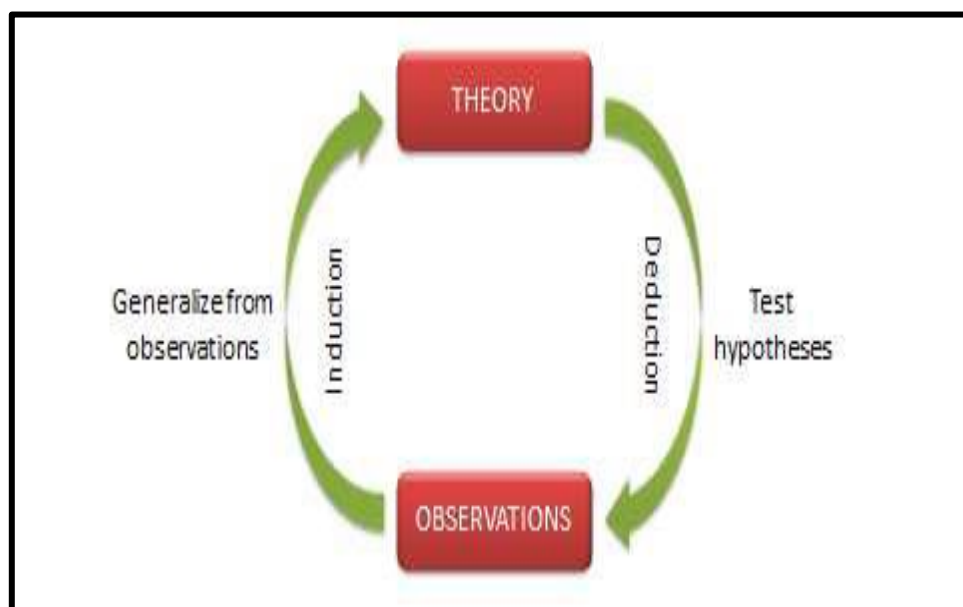 THEORY
Generalize from
observations
Induction
Deduction
Test
hypotheses
OBSERVATIONS